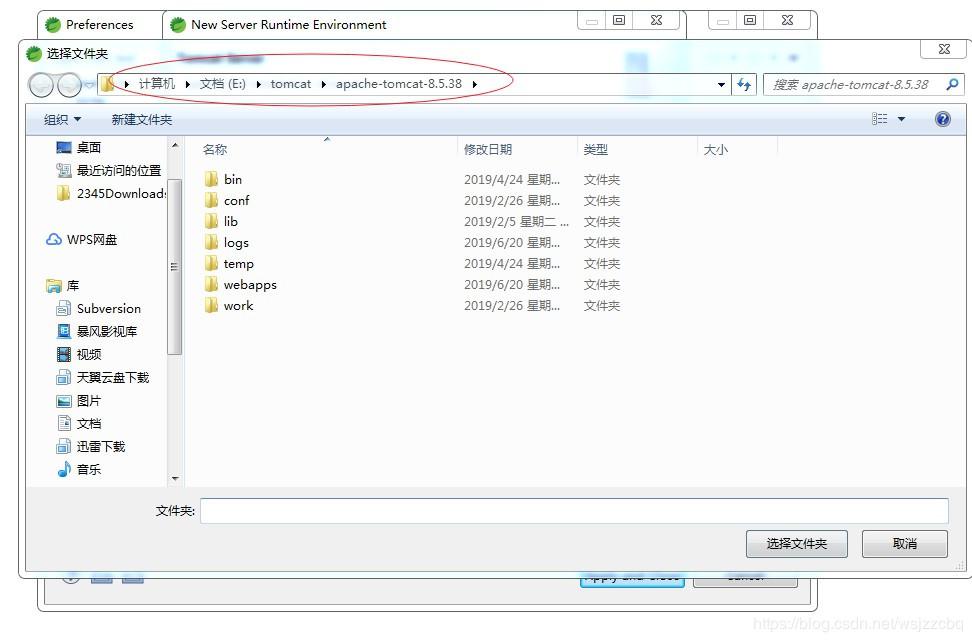 Preferences
New Server Runtime Environment
选择文件夹
Tomcat Server
计算机 文档 (E:) tomcat apache-tomcat-8.5.38
搜索 apache-tomcat-8.5.38
组织 新建文件夹
桌面
最近访问的位置
2345Downloads
WPS网盘
库
Subversion
暴风影视库
视频
天翼云盘下载
图片
文档
迅雷下载
音乐
名称 修改日期 类型 大小
bin 2019/4/24 星期... 文件夹
conf 2019/2/26 星期... 文件夹
lib 2019/2/5 星期二 ... 文件夹
logs 2019/6/20 星期... 文件夹
temp 2019/4/24 星期... 文件夹
webapps 2019/6/20 星期... 文件夹
work 2019/2/26 星期... 文件夹
文件夹:
选择文件夹 取消
Apply and Close Cancel
https://blog.csdn.net/wsjzzcbq